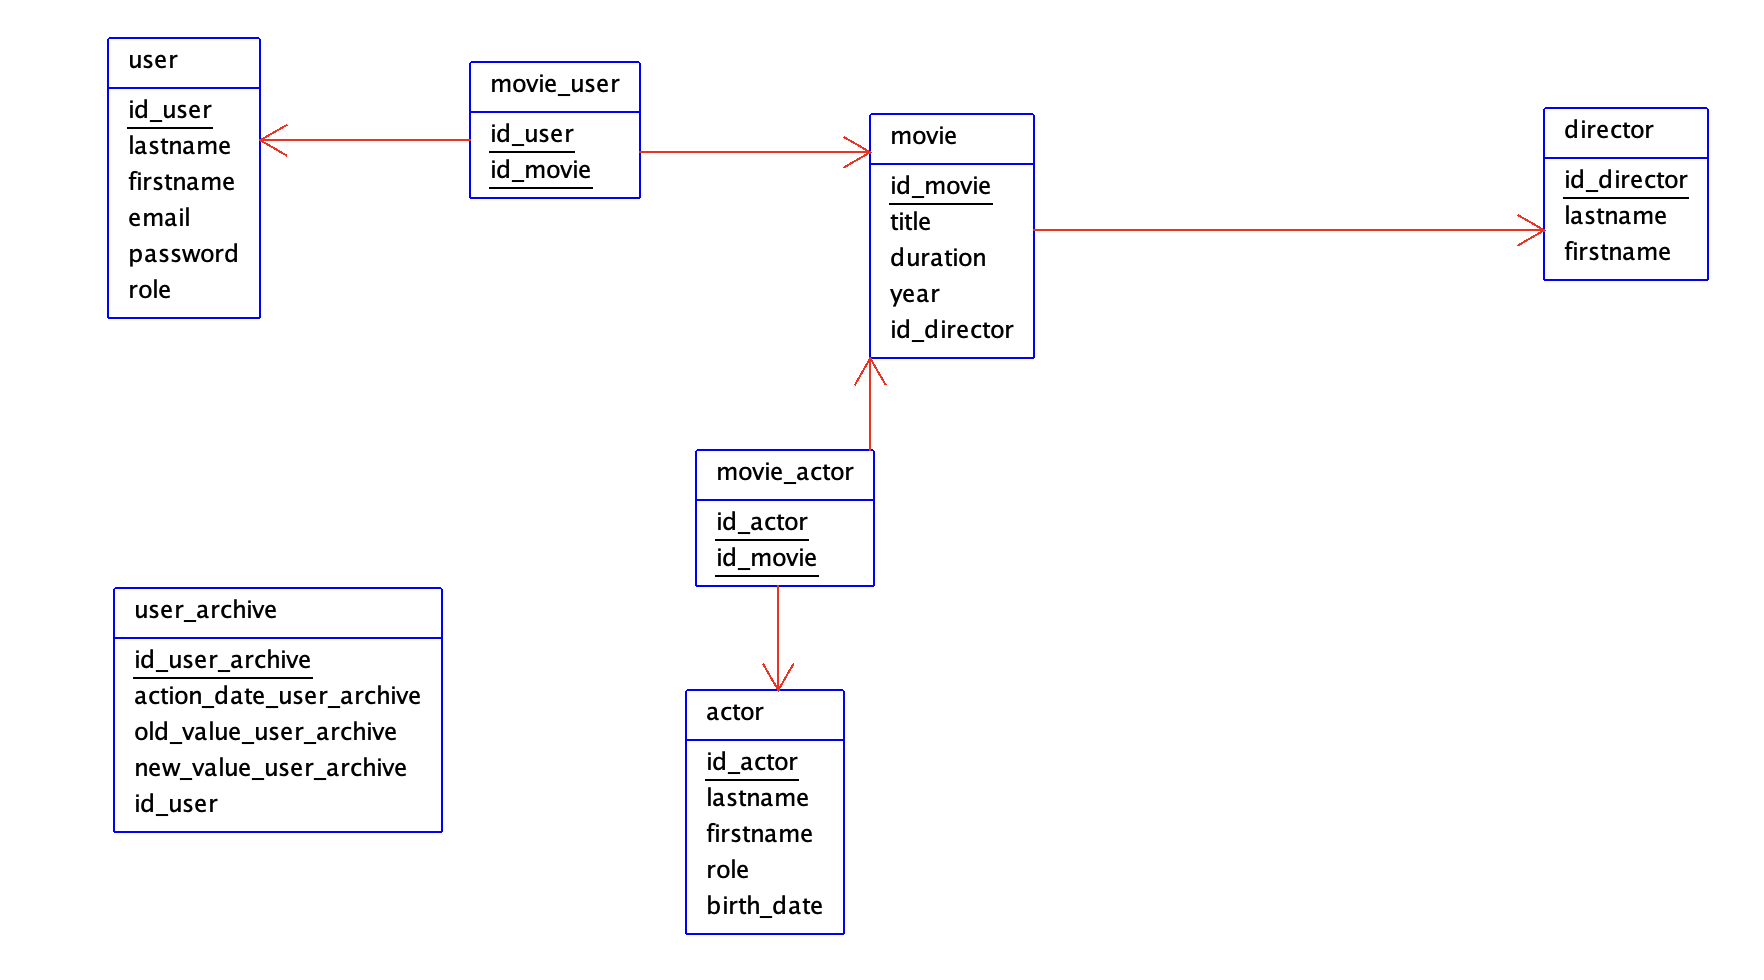 user
id_user
lastname
firstname
email
password
role
movie_user
id_user
id_movie
movie
id_movie
title
duration
year
id_director
director
id_director
lastname
firstname
movie_actor
id_actor
id_movie
user_archive
id_user_archive
action_date_user_archive
old_value_user_archive
new_value_user_archive
id_user
actor
id_actor
lastname
firstname
role
birth_date